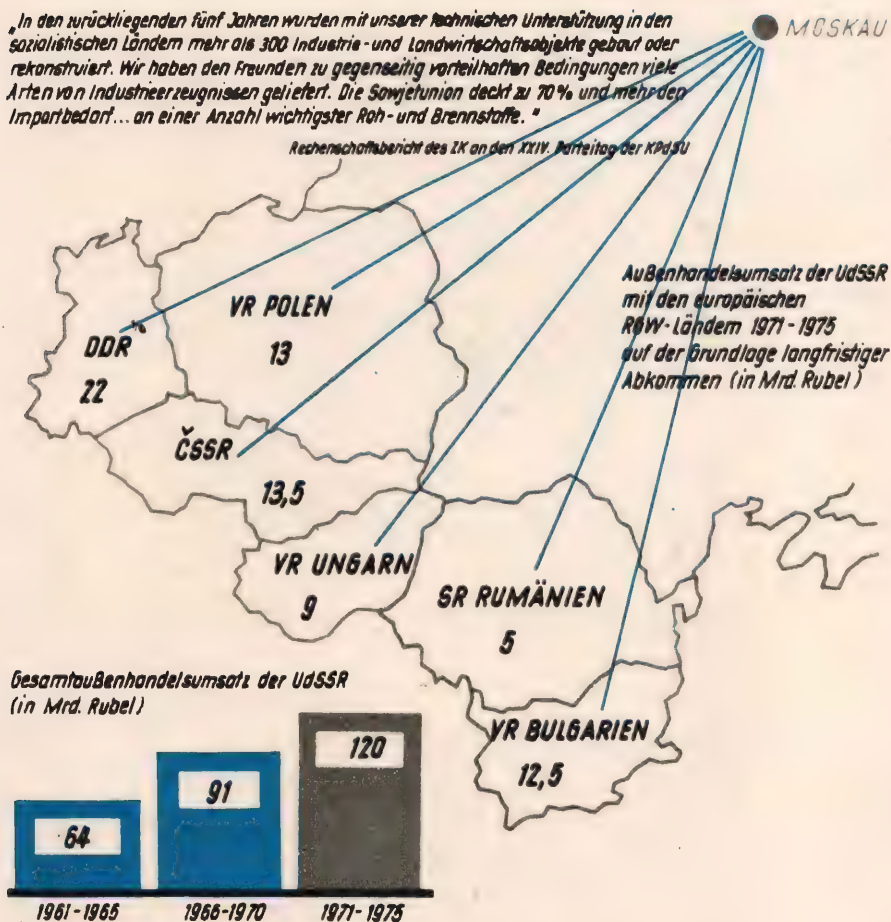 „In den zurückliegenden fünf Jahren wurden mit unserer technischen Unterstützung in den
sozialistischen Ländern mehr als 300 Industrie- und Landwirtschaftsobjekte gebaut oder
rekonstruiert. Wir haben den Freunden zu gegenseitig vorteilhaften Bedingungen viele
Arten von Industrieerzeugnissen geliefert. Die Sowjetunion deckt zu 70% und mehr den
Importbedarf... an einer Anzahl wichtigster Roh- und Brennstoffe."
Rechenschaftsbericht des ZK an den XXIV. Parteitag der KPdSU
MOSKAU
Außenhandelsumsatz der UdSSR
mit den europäischen
RGW-Ländern 1971-1975
auf der Grundlage langfristiger
Abkommen (in Mrd. Rubel)
VR POLEN
13
DDR
22
ČSSR
13,5
VR UNGARN
9
SR RUMÄNIEN
5
VR BULGARIEN
12,5
Gesamtaußenhandelsumsatz der UdSSR
(in Mrd. Rubel)
64
91
120
1961-1965
1966-1970
1971-1975